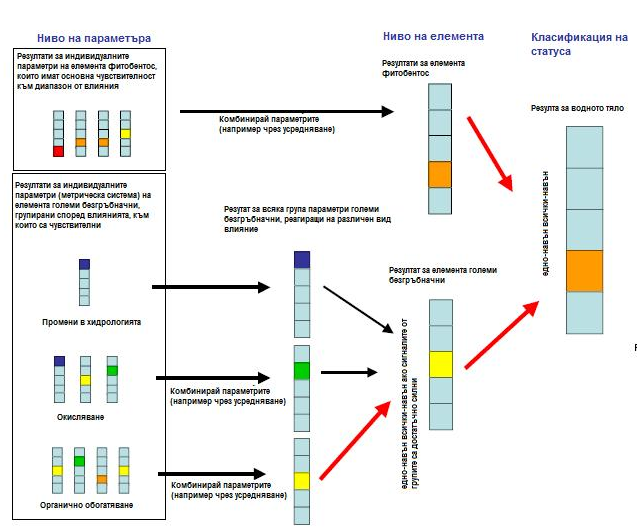 Ниво на параметъра
Ниво на елемента
Класификация на
статуса
Резултати за индивидуалните
параметри на елемента фитобентос,
които имат основна чувствителност
към диапазон от влияния
Комбинирай параметрите
(например чрез усредняване)
Резултати за елемента
фитобентос
Резулта за водното тяло
едно-навън всички-навън
Резултати за индивидуалните
параметри (метрическа система) на
елемента големи безгръбначни,
групирани според влиянията, към
които са чувствителни
Резуат за всяка група параметри големи
безгръбначни, реагиращи на различен вид
влияние
Резултат за елемента големи
безгръбначни
Промени в хидрологията
Комбинирай параметрите
(например чрез усредняване)
Окисляване
едно-навън всички-навън ако сигналите от
групите са достатъчно силни
Комбинирай параметрите
(например чрез усредняване)
Органично обогатяване